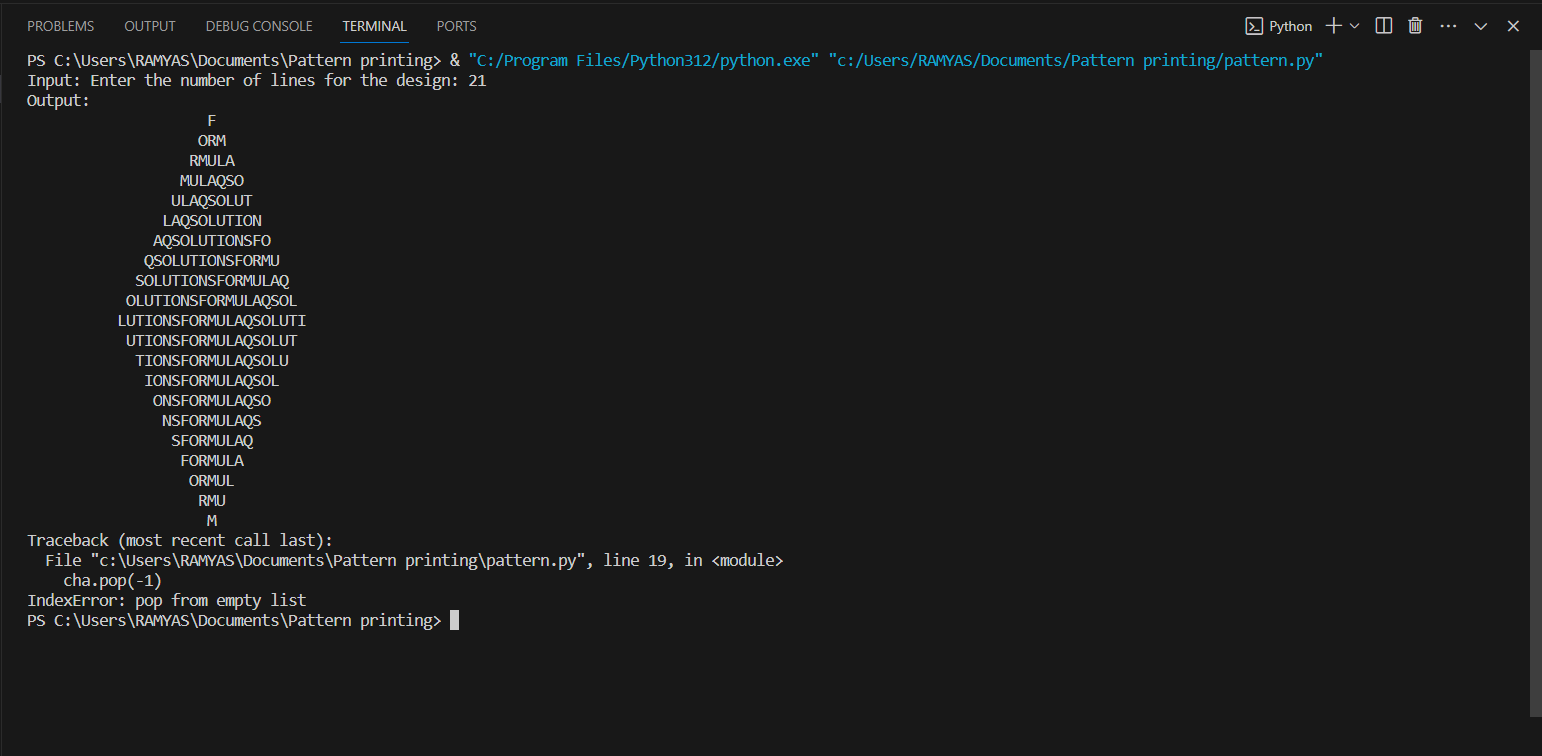 PROBLEMS OUTPUT DEBUG CONSOLE TERMINAL PORTS Python
PS C:\Users\RAMYAS\Documents\Pattern printing> & "C:/Program Files/Python312/python.exe" "c:/Users/RAMYAS/Documents/Pattern printing/pattern.py"
Input: Enter the number of lines for the design: 21
Output:
F
ORM
RMULA
MULAQSO
ULAQSOLUT
LAQSOLUTION
AQSOLUTIONSFO
QSOLUTIONSFORMU
SOLUTIONSFORMULAQ
OLUTIONSFORMULAQSOL
LUTIONSFORMULAQSOLUTI
UTIONSFORMULAQSOLUT
TIONSFORMULAQSOLU
IONSFORMULAQSOL
ONSFORMULAQSO
NSFORMULAQS
SFORMULAQ
FORMULA
ORMUL
RMU
M
Traceback (most recent call last):
File "c:\Users\RAMYAS\Documents\Pattern printing\pattern.py", line 19, in <module>
cha.pop(-1)
IndexError: pop from empty list
PS C:\Users\RAMYAS\Documents\Pattern printing>